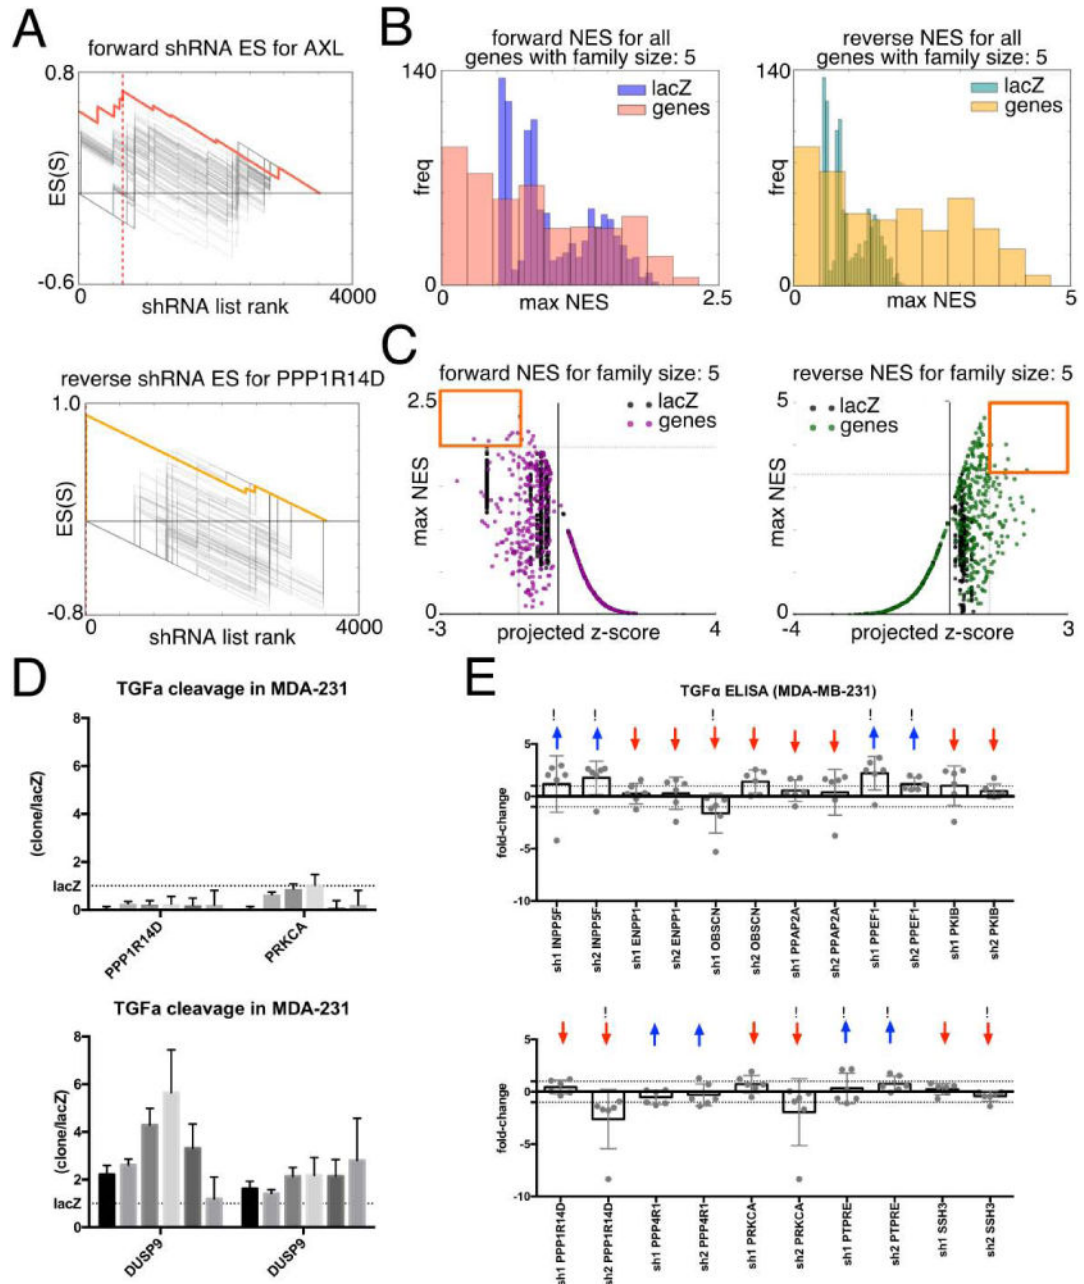 A
forward shRNA ES for AXL
0.8
ES(S)
-0.6
0
4000
shRNA list rank
reverse shRNA ES for PPP1R14D
1.0
ES(S)
-0.8
0
4000
shRNA list rank
B
forward NES for all
genes with family size: 5
140
lacZ
genes
freq
0
0
2.5
max NES
reverse NES for all
genes with family size: 5
140
lacZ
genes
freq
0
0
5
max NES
C
forward NES for family size: 5
2.5
lacZ
genes
max NES
0
-3
projected z-score
4
reverse NES for family size: 5
5
lacZ
genes
max NES
0
-4
projected z-score
3
D
TGFa cleavage in MDA-231
8
6
4
2
lacZ
0
(clone/lacZ)
PPP1R14D
PRKCA
TGFa cleavage in MDA-231
8
6
4
2
lacZ
0
(clone/lacZ)
DUSP9
DUSP9
E
TGFα ELISA (MDA-MB-231)
! ! ! ! !
5
0
-5
-10
fold-change
sh1 INPP5F
sh2 INPP5F
sh1 ENPP1
sh2 ENPP1
sh1 OBSCN
sh2 OBSCN
sh1 PPAP2A
sh2 PPAP2A
sh1 PPEF1
sh2 PPEF1
sh1 PKIB
sh2 PKIB
! ! ! ! !
5
0
-5
-10
fold-change
sh1 PPP1R14D
sh2 PPP1R14D
sh1 PPP4R1
sh2 PPP4R1
sh1 PRKCA
sh2 PRKCA
sh1 PTPRE
sh2 PTPRE
sh1 SSH3
sh2 SSH3